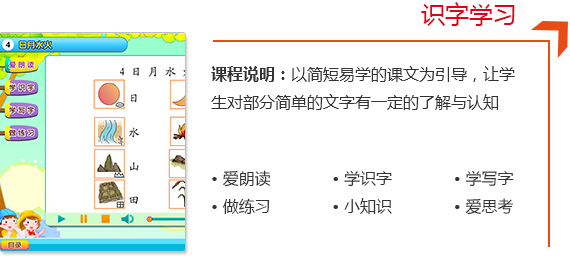 识字学习
4 日月水火
爱朗读
学识字
学写字
做练习
4 日 月 水 火
日
水
山
田
目录
课程说明：以简短易学的课文为引导，让学
生对部分简单的文字有一定的了解与认知
• 爱朗读 • 学识字 • 学写字
• 做练习 • 小知识 • 爱思考